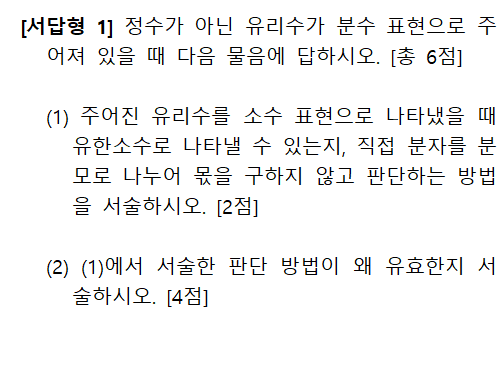 [서답형 1] 정수가 아닌 유리수가 분수 표현으로 주
어져 있을 때 다음 물음에 답하시오. [총 6점]
(1) 주어진 유리수를 소수 표현으로 나타냈을 때
유한소수로 나타낼 수 있는지, 직접 분자를 분
모로 나누어 몫을 구하지 않고 판단하는 방법
을 서술하시오. [2점]
(2) (1)에서 서술한 판단 방법이 왜 유효한지 서
술하시오. [4점]